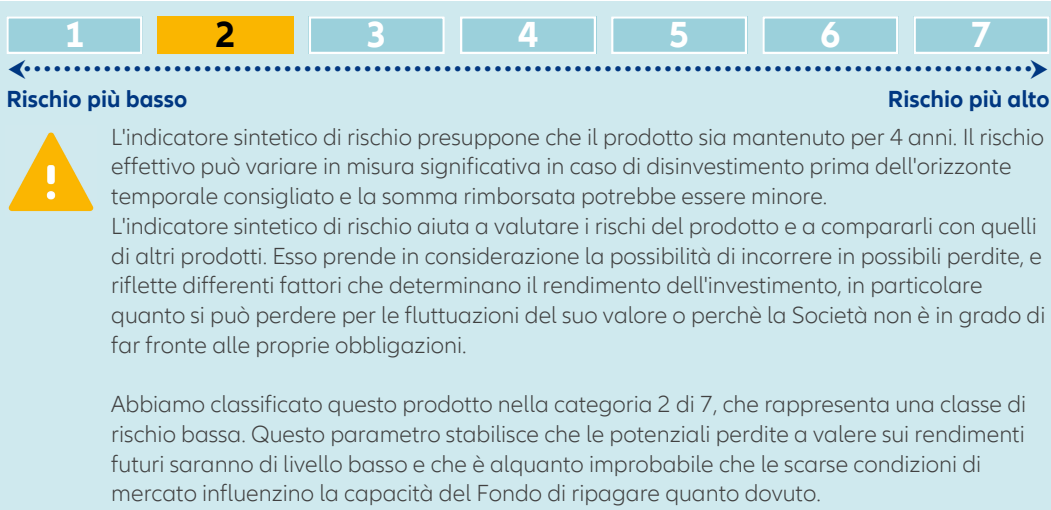 1 2 3 4 5 6 7
Rischio più basso Rischio più alto
L'indicatore sintetico di rischio presuppone che il prodotto sia mantenuto per 4 anni. Il rischio
effettivo può variare in misura significativa in caso di disinvestimento prima dell'orizzonte
temporale consigliato e la somma rimborsata potrebbe essere minore.
L'indicatore sintetico di rischio aiuta a valutare i rischi del prodotto e a compararli con quelli
di altri prodotti. Esso prende in considerazione la possibilità di incorrere in possibili perdite, e
riflette differenti fattori che determinano il rendimento dell'investimento, in particolare
quanto si può perdere per le fluttuazioni del suo valore o perchè la Società non è in grado di
far fronte alle proprie obbligazioni.
Abbiamo classificato questo prodotto nella categoria 2 di 7, che rappresenta una classe di
rischio bassa. Questo parametro stabilisce che le potenziali perdite a valere sui rendimenti
futuri saranno di livello basso e che è alquanto improbabile che le scarse condizioni di
mercato influenzino la capacità del Fondo di ripagare quanto dovuto.